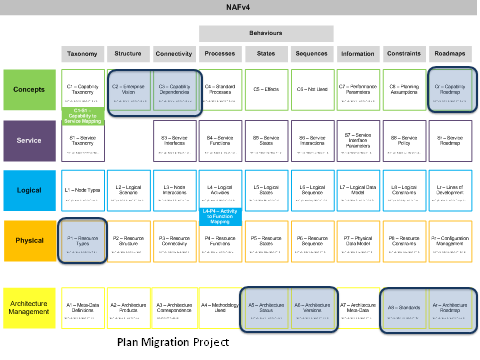 NAFv4
Behaviours
Taxonomy
Structure
Connectivity
Processes
States
Sequences
Information
Constraints
Roadmaps
Concepts
C1 – Capability
Taxonomy
C2 – Enterprise
Vision
C3 – Capability
Dependencies
C4 – Standard
Processes
C5 – Effects
C6 – Not Used
C7 – Performance
Parameters
C8 – Planning
Assumptions
Cr – Capability
Roadmap
Capability to
Service Mapping
Service
S1 – Service
Taxonomy
S3 – Service
Interfaces
S4 – Service
Functions
S5 – Service
States
S6 – Service
Interactions
S7 – Service
Interface
Parameters
S8 – Service
Policy
Sr – Service
Roadmap
Logical
L1 – Node Types
L2 – Logical
Scenario
L3 – Node
Interactions
L4 – Logical
Activities
L5 – Logical
States
L6 – Logical
Sequence
L7 – Logical Data
Model
L8 – Logical
Constraints
Lr – Lines of
Development
L4-P4 – Activity
to Function
Mapping
Physical
P1 – Resource
Types
P2 – Resource
Structure
P3 – Resource
Connectivity
P4 – Resource
Functions
P5 – Resource
States
P6 – Resource
Sequence
P7 – Physical
Data Model
P8 – Resource
Constraints
Pr – Configuration
Management
Architecture
Management
A1 – Meta-Data
Definitions
A2 – Architecture
Products
A3 – Architecture
Correspondence
A4 – Methodology
Used
A5 – Architecture
Status
A6 – Architecture
Versions
A7 – Architecture
Meta-Data
A8 – Standards
Ar – Architecture
Roadmap
Plan Migration Project